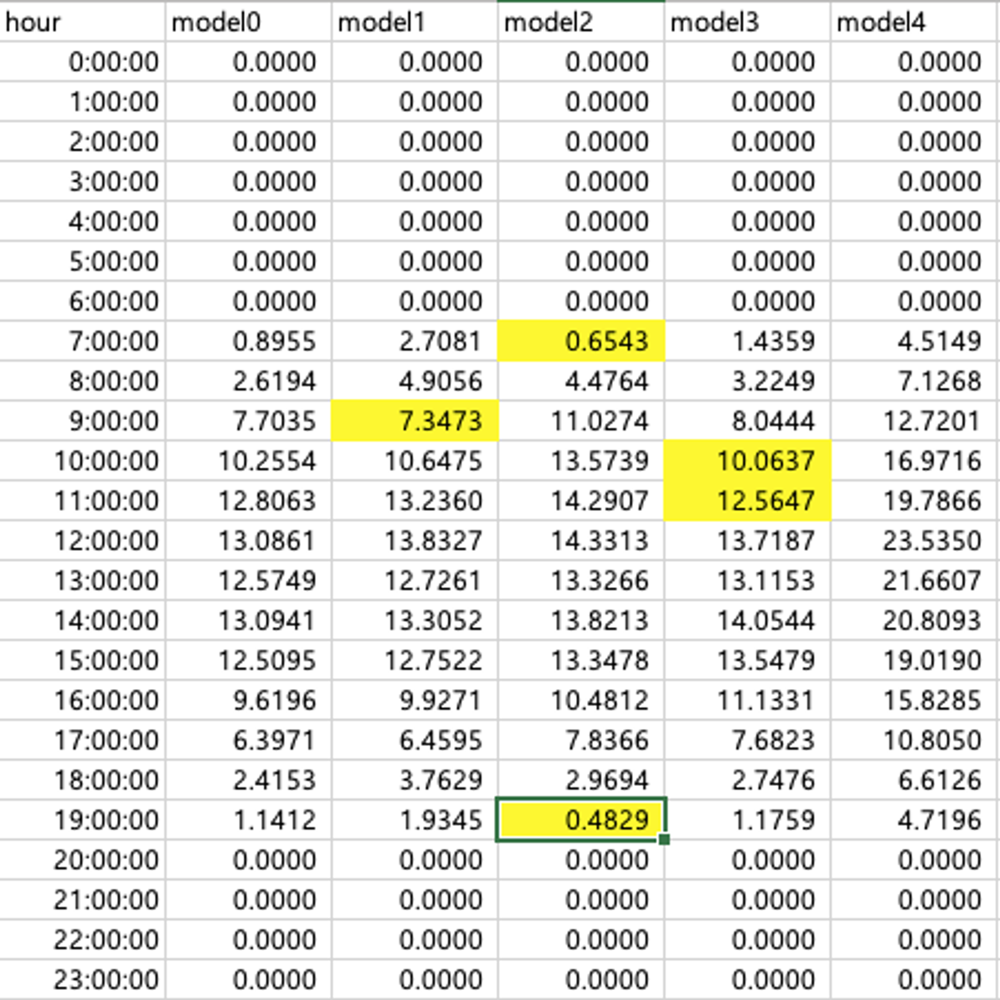 hour model0 model1 model2 model3 model4
0:00:00 0.0000 0.0000 0.0000 0.0000 0.0000
1:00:00 0.0000 0.0000 0.0000 0.0000 0.0000
2:00:00 0.0000 0.0000 0.0000 0.0000 0.0000
3:00:00 0.0000 0.0000 0.0000 0.0000 0.0000
4:00:00 0.0000 0.0000 0.0000 0.0000 0.0000
5:00:00 0.0000 0.0000 0.0000 0.0000 0.0000
6:00:00 0.0000 0.0000 0.0000 0.0000 0.0000
7:00:00 0.8955 2.7081 0.6543 1.4359 4.5149
8:00:00 2.6194 4.9056 4.4764 3.2249 7.1268
9:00:00 7.7035 7.3473 11.0274 8.0444 12.7201
10:00:00 10.2554 10.6475 13.5739 10.0637 16.9716
11:00:00 12.8063 13.2360 14.2907 12.5647 19.7866
12:00:00 13.0861 13.8327 14.3313 13.7187 23.5350
13:00:00 12.5749 12.7261 13.3266 13.1153 21.6607
14:00:00 13.0941 13.3052 13.8213 14.0544 20.8093
15:00:00 12.5095 12.7522 13.3478 13.5479 19.0190
16:00:00 9.6196 9.9271 10.4812 11.1331 15.8285
17:00:00 6.3971 6.4595 7.8366 7.6823 10.8050
18:00:00 2.4153 3.7629 2.9694 2.7476 6.6126
19:00:00 1.1412 1.9345 0.4829 1.1759 4.7196
20:00:00 0.0000 0.0000 0.0000 0.0000 0.0000
21:00:00 0.0000 0.0000 0.0000 0.0000 0.0000
22:00:00 0.0000 0.0000 0.0000 0.0000 0.0000
23:00:00 0.0000 0.0000 0.0000 0.0000 0.0000